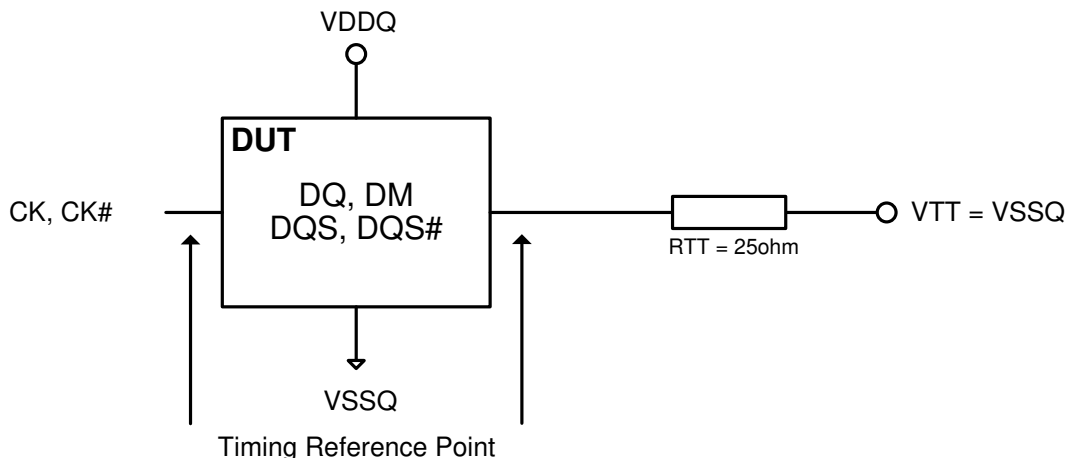 VDDQ
DUT
DQ, DM
DQS, DQS#
CK, CK#
VTT = VSSQ
RTT = 25ohm
VSSQ
Timing Reference Point